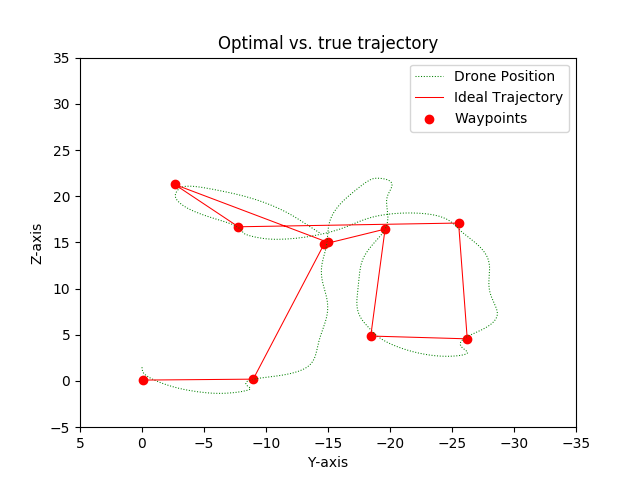 Optimal vs. true trajectory
Drone Position
Ideal Trajectory
Waypoints
Z-axis
35
30
25
20
15
10
5
0
−5
5 0 −5 −10 −15 −20 −25 −30 −35
Y-axis